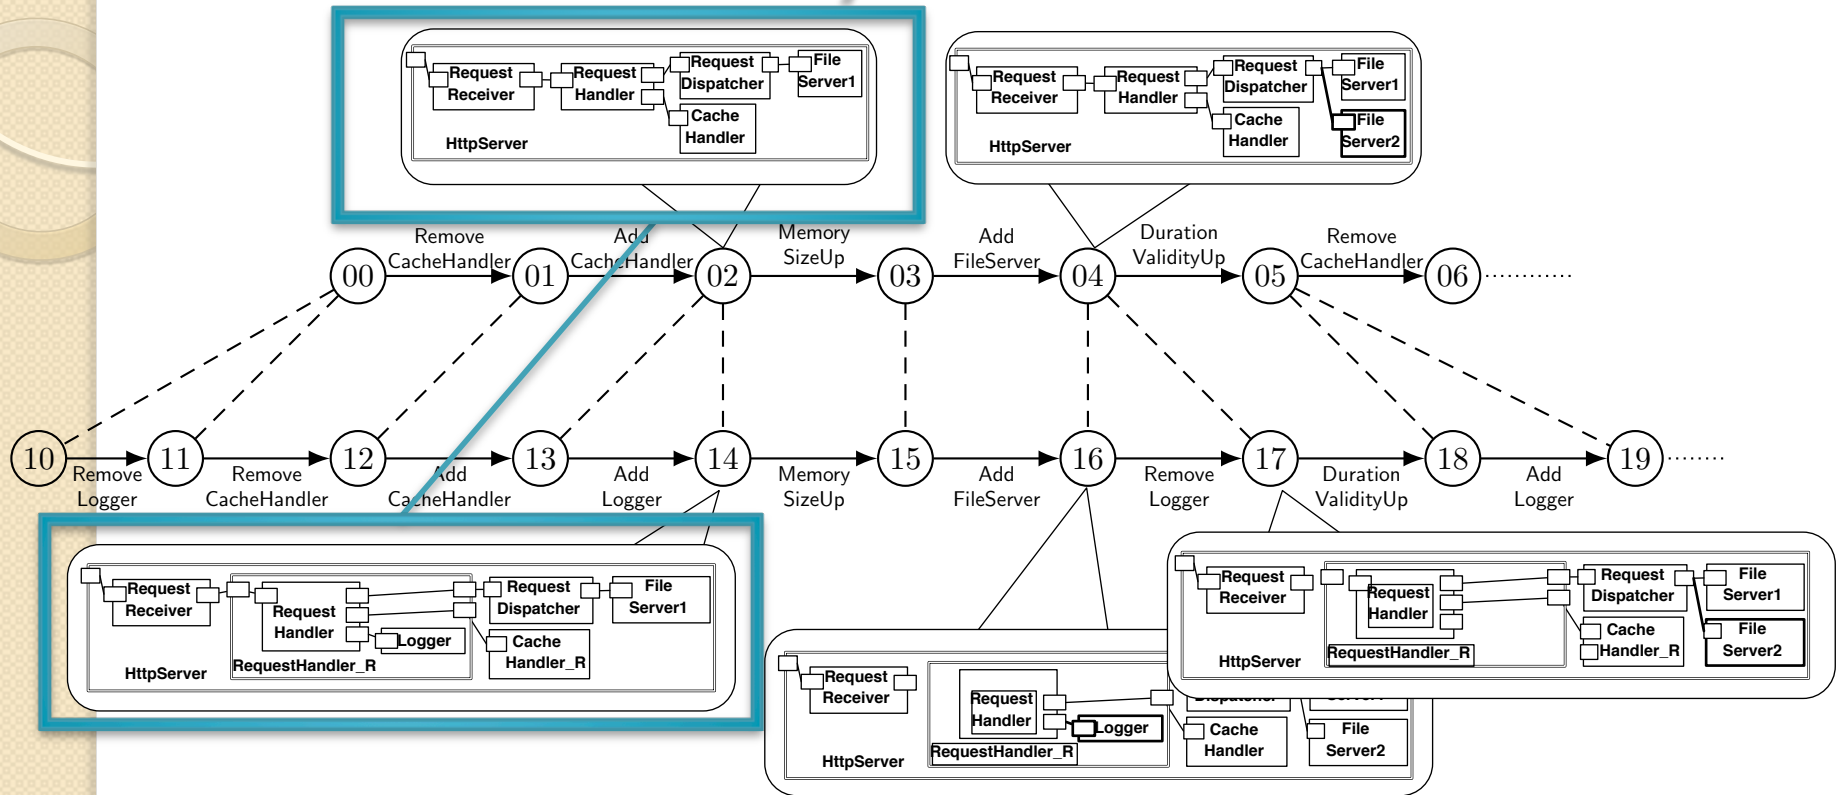 Request
Receiver
Request
Handler
Request
Dispatcher
File
Server1
Cache
Handler
HttpServer
Request
Receiver
Request
Handler
Request
Dispatcher
File
Server1
Cache
Handler
File
Server2
HttpServer
Remove
CacheHandler
Add
CacheHandler
Memory
SizeUp
Add
FileServer
Duration
ValidityUp
Remove
CacheHandler
00
01
02
03
04
05
06
10
11
12
13
14
15
16
17
18
19
Remove
Logger
Remove
CacheHandler
Add
CacheHandler
Add
Logger
Memory
SizeUp
Add
FileServer
Remove
Logger
Duration
ValidityUp
Add
Logger
Request
Receiver
Request
Handler
Logger
Request
Dispatcher
File
Server1
Cache
Handler_R
RequestHandler_R
HttpServer
Request
Receiver
Request
Handler
Logger
RequestHandler_R
HttpServer
Dispatcher
Cache
Handler
File
Server2
Request
Receiver
Request
Handler
RequestHandler_R
HttpServer
Request
Dispatcher
File
Server1
Cache
Handler_R
File
Server2